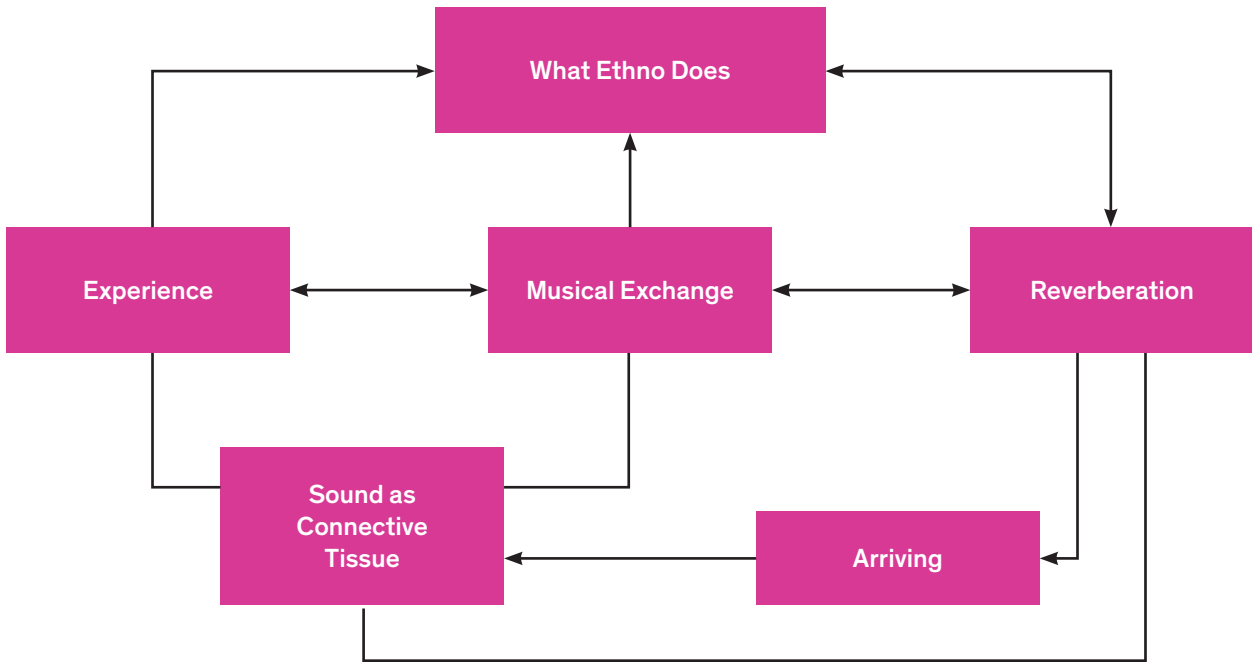 What Ethno Does
Experience
Musical Exchange
Reverberation
Sound as
Connective
Tissue
Arriving